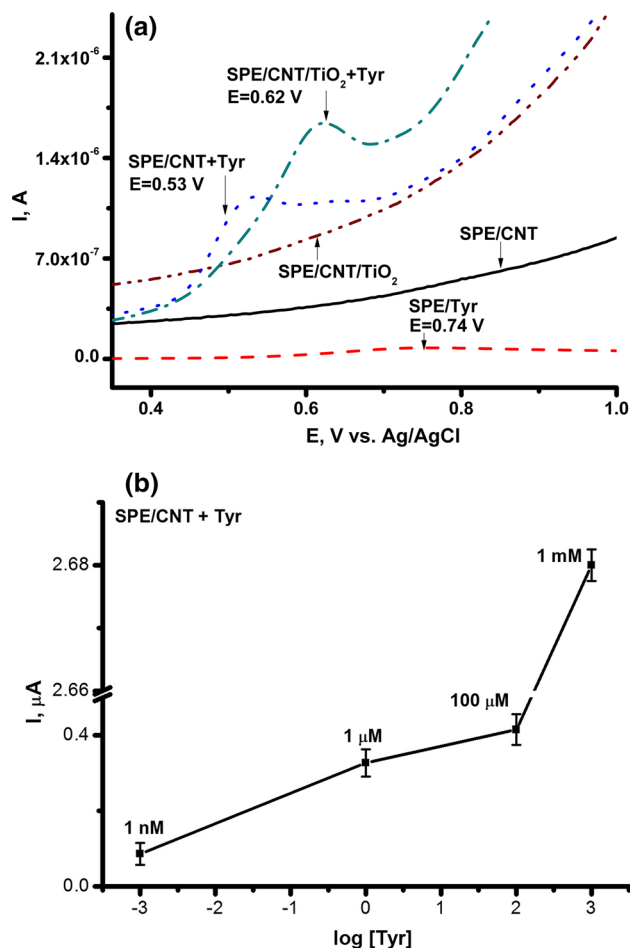 (a)
2.1x10⁻⁶
1.4x10⁻⁶
7.0x10⁻⁷
0.0
I, A
SPE/CNT/TiO₂+Tyr
E=0.62 V
SPE/CNT+Tyr
E=0.53 V
SPE/CNT
SPE/CNT/TiO₂
SPE/Tyr
E=0.74 V
0.4 0.6 0.8 1.0
E, V vs. Ag/AgCl
(b)
SPE/CNT + Tyr
2.68
2.66
0.4
0.0
I, µA
1 mM
100 µM
1 µM
1 nM
-3 -2 -1 0 1 2 3
log [Tyr]